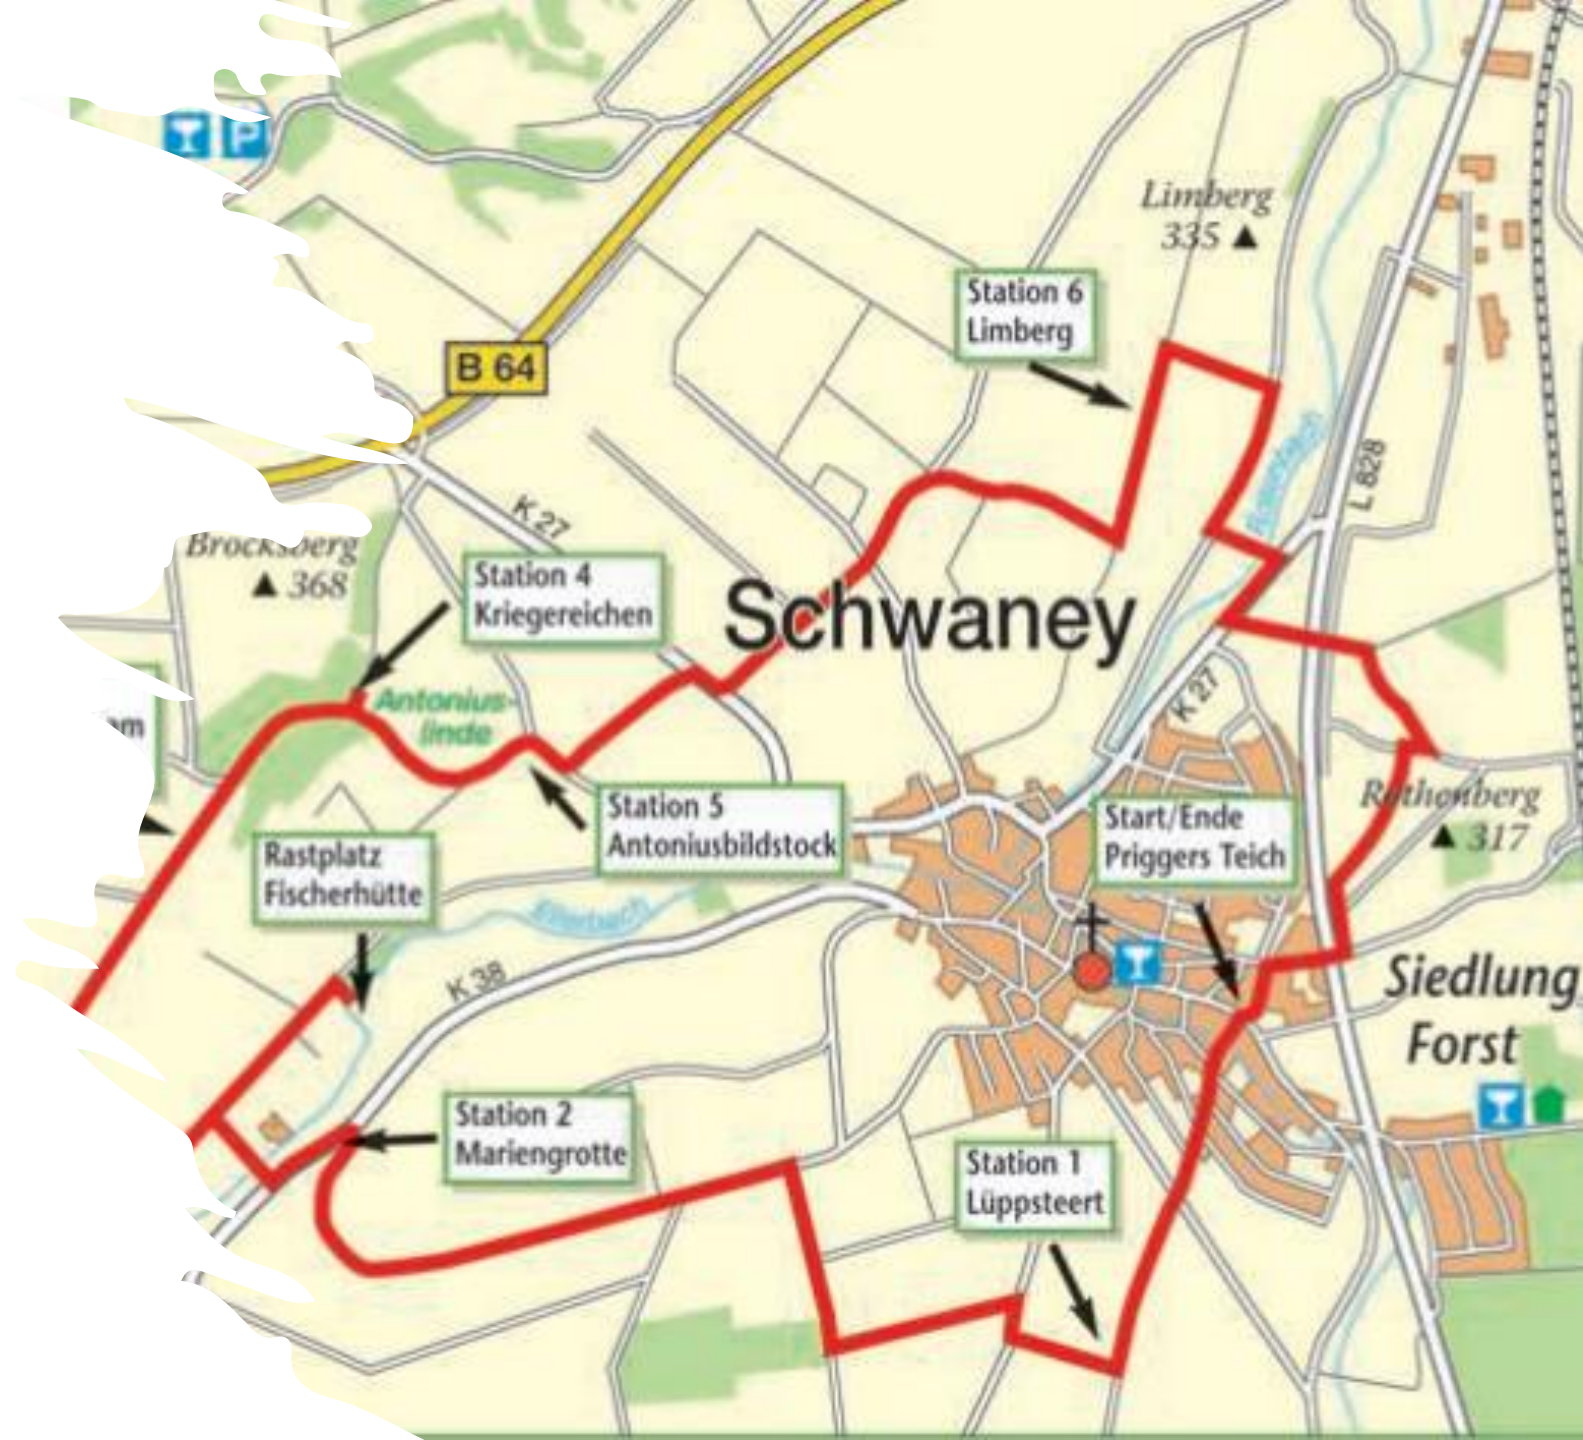 P
Limberg
335
Station 6
Limberg
B 64
L 828
K 27
Brocksberg
368
Station 4
Kriegereichen
Schwaney
Antonius-
linde
K 27
Station 5
Antoniusbildstock
Start/Ende
Priggers Teich
Rothenberg
317
Rastplatz
Fischerhütte
Ellerbach
K 38
Siedlung
Forst
Station 2
Mariengrotte
Station 1
Lüppsteert